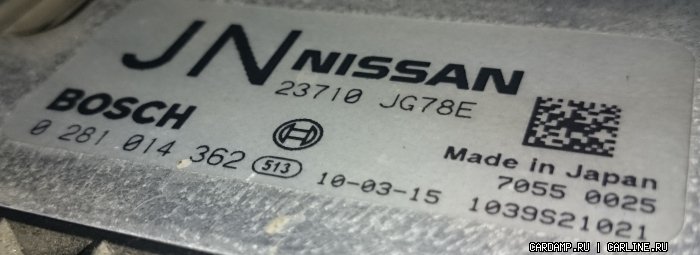 JN NISSAN
23710 JG78E
BOSCH
0 281 014 362 513
Made in Japan
7055 0025
10-03-15 1039S21021
CARDAMP.RU | CARLINE.RU